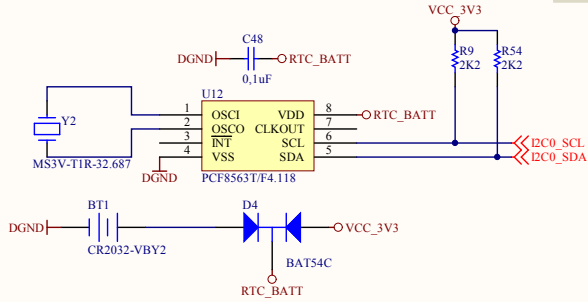 VCC_3V3
C48
DGND
RTC_BATT
0,1uF
R9
2K2
R54
2K2
U12
Y2
MS3V-T1R-32.687
1
OSCI
VDD
8
RTC_BATT
2
OSCO
CLKOUT
7
3
INT
SCL
6
I2C0_SCL
4
VSS
SDA
5
I2C0_SDA
DGND
PCF8563T/F4.118
BT1
D4
DGND
VCC_3V3
CR2032-VBY2
BAT54C
RTC_BATT